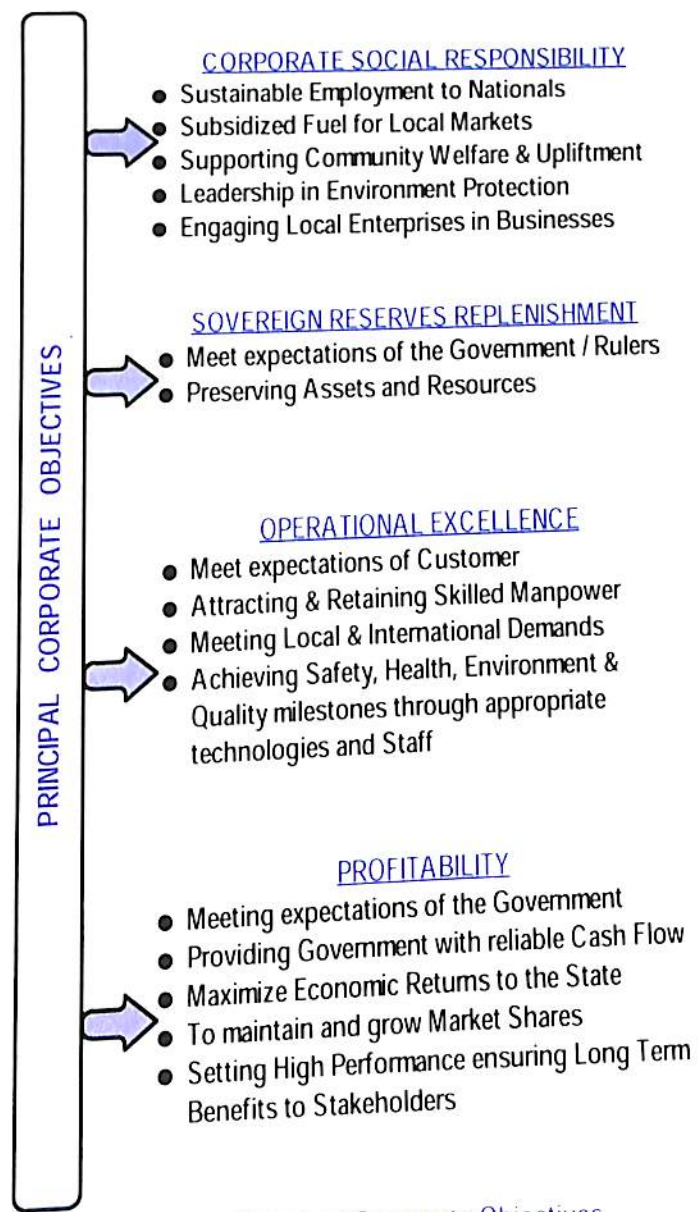 PRINCIPAL CORPORATE OBJECTIVES
CORPORATE SOCIAL RESPONSIBILITY
● Sustainable Employment to Nationals
● Subsidized Fuel for Local Markets
● Supporting Community Welfare & Upliftment
● Leadership in Environment Protection
● Engaging Local Enterprises in Businesses
SOVEREIGN RESERVES REPLENISHMENT
● Meet expectations of the Government / Rulers
● Preserving Assets and Resources
OPERATIONAL EXCELLENCE
● Meet expectations of Customer
● Attracting & Retaining Skilled Manpower
● Meeting Local & International Demands
● Achieving Safety, Health, Environment &
Quality milestones through appropriate
technologies and Staff
PROFITABILITY
● Meeting expectations of the Government
● Providing Government with reliable Cash Flow
● Maximize Economic Returns to the State
● To maintain and grow Market Shares
● Setting High Performance ensuring Long Term
Benefits to Stakeholders
Corporate Objectives